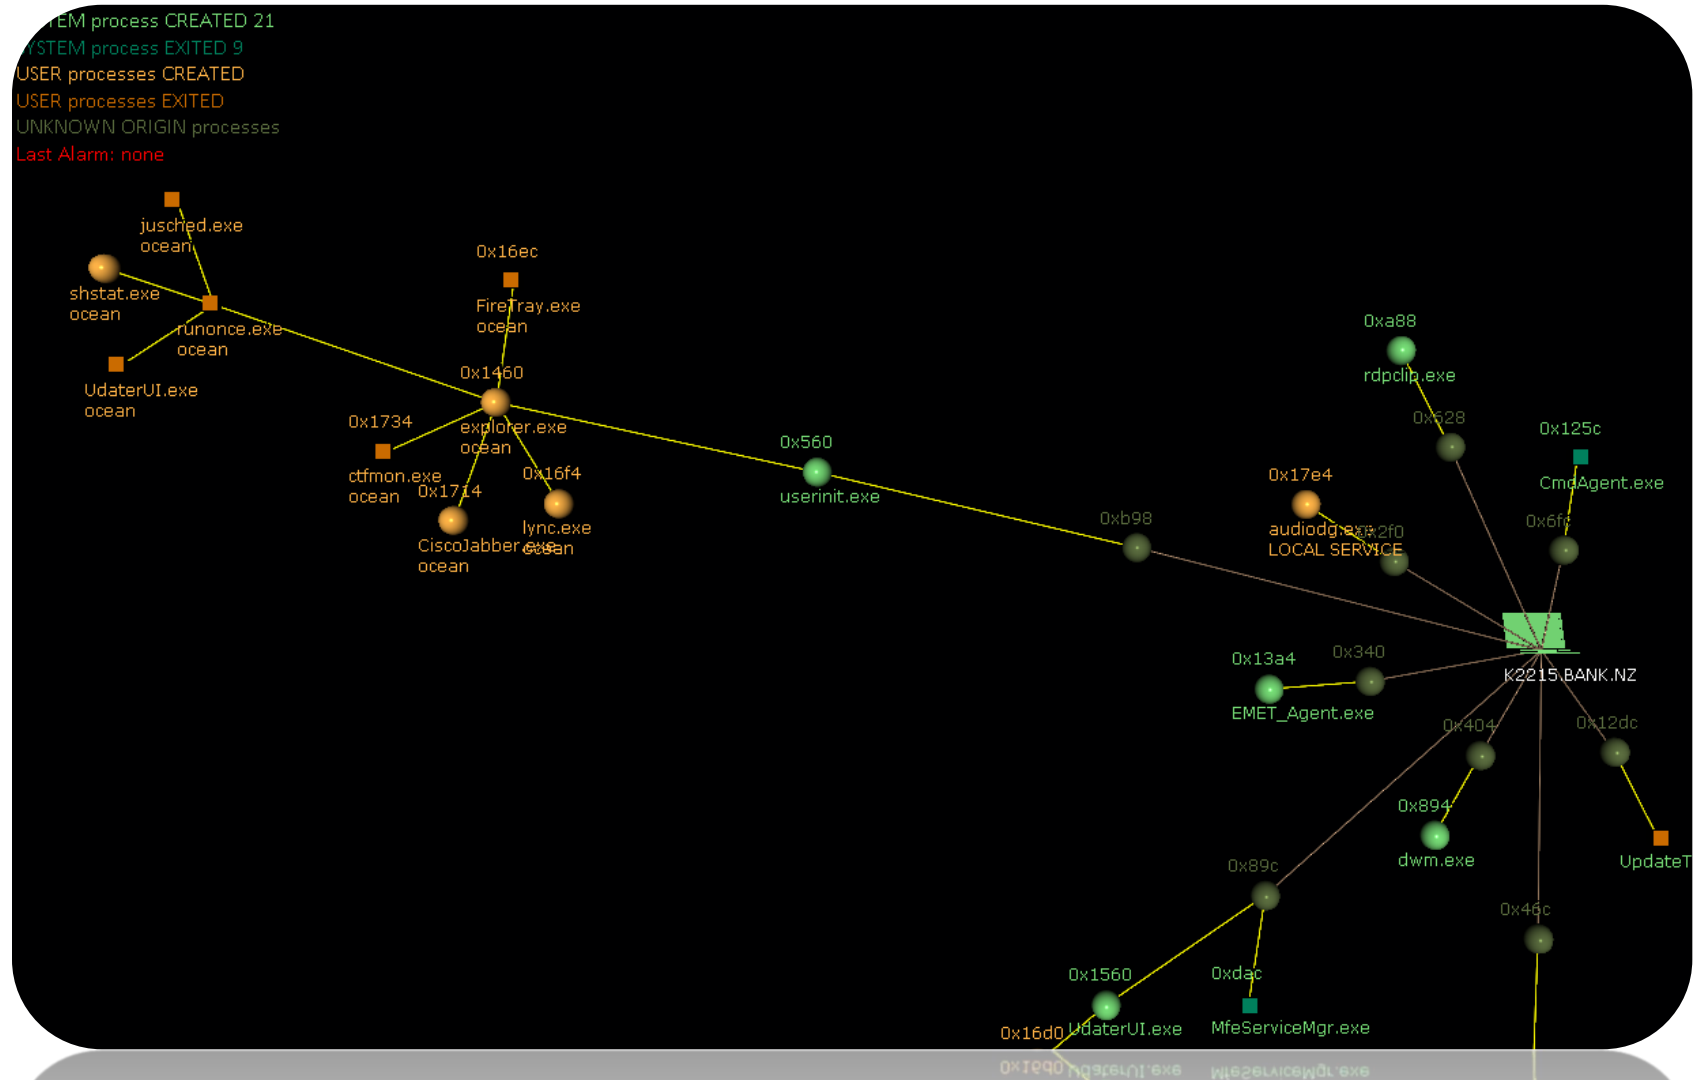 TEM process CREATED 21
YSTEM process EXITED 9
USER processes CREATED
USER processes EXITED
UNKNOWN ORIGIN processes
Last Alarm: none
jusched.exe
ocean
shstat.exe
ocean
runonce.exe
ocean
UdaterUI.exe
ocean
0x16ec
FireTray.exe
ocean
0x1460
explorer.exe
ocean
0x1734
ctfmon.exe
ocean
0x1714
CiscoJabber.exe
ocean
0x16f4
lync.exe
ocean
0x560
userinit.exe
0xb98
0xa88
rdpclip.exe
0x628
0x125c
CmdAgent.exe
0x6fc
0x17e4
audiodg.exe
LOCAL SERVICE
0x2f0
K2215.BANK.NZ
0x13a4
EMET_Agent.exe
0x340
0x404
0x894
dwm.exe
0x12dc
UpdateT
0x89c
0x46c
0x1560
UdaterUI.exe
0xdac
MfeServiceMgr.exe
0x16d0